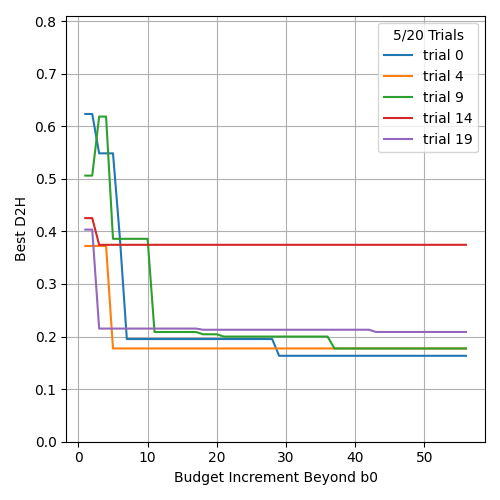 5/20 Trials
trial 0
trial 4
trial 9
trial 14
trial 19
0.8
0.7
0.6
0.5
0.4
0.3
0.2
0.1
0.0
Best D2H
0 10 20 30 40 50
Budget Increment Beyond b0